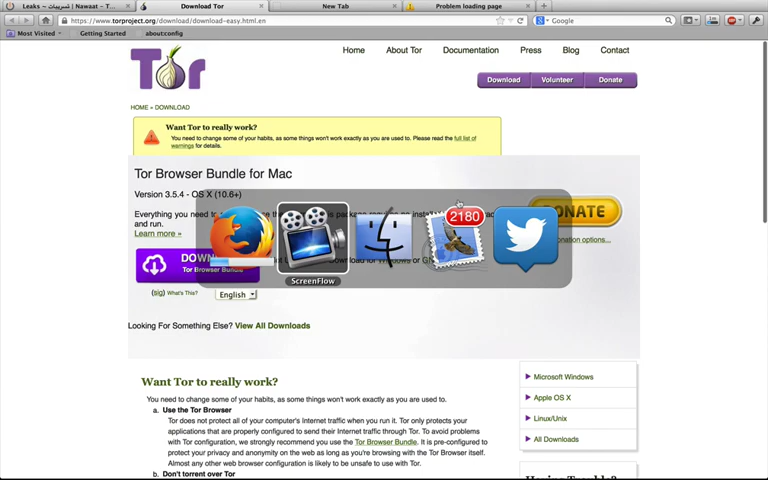 Leaks – تسريبات ~ Nawaat – T...
Download Tor
New Tab
Problem loading page
https://www.torproject.org/download/download-easy.html.en
Google
Most Visited
Getting Started
about:config
Tor
Home
About Tor
Documentation
Press
Blog
Contact
Download
Volunteer
Donate
HOME » DOWNLOAD
Want Tor to really work?
You need to change some of your habits, as some things won't work exactly as you are used to. Please read the full list of
warnings for details.
Tor Browser Bundle for Mac
Version 3.5.4 - OS X (10.6+)
Everything you need to
and run.
Learn more »
DONATE
donation options...
2180
DOWN
Tor Browser Bundle
(sig) What's This?
English
ScreenFlow
Looking For Something Else? View All Downloads
Want Tor to really work?
You need to change some of your habits, as some things won't work exactly as you are used to.
a. Use the Tor Browser
Tor does not protect all of your computer's Internet traffic when you run it. Tor only protects your
applications that are properly configured to send their Internet traffic through Tor. To avoid problems
with Tor configuration, we strongly recommend you use the Tor Browser Bundle. It is pre-configured to
protect your privacy and anonymity on the web as long as you're browsing with the Tor Browser itself.
Almost any other web browser configuration is likely to be unsafe to use with Tor.
b. Don't torrent over Tor
Microsoft Windows
Apple OS X
Linux/Unix
All Downloads